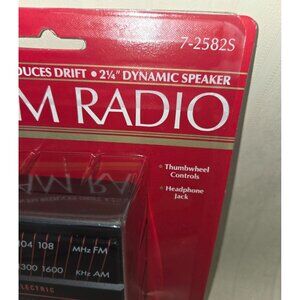 7-2582S
DUCES DRIFT • 2¼" DYNAMIC SPEAKER
M RADIO
• Thumbwheel
Controls
• Headphone
Jack
104 108 MHz FM
1300 1600 KHz AM
ELECTRIC